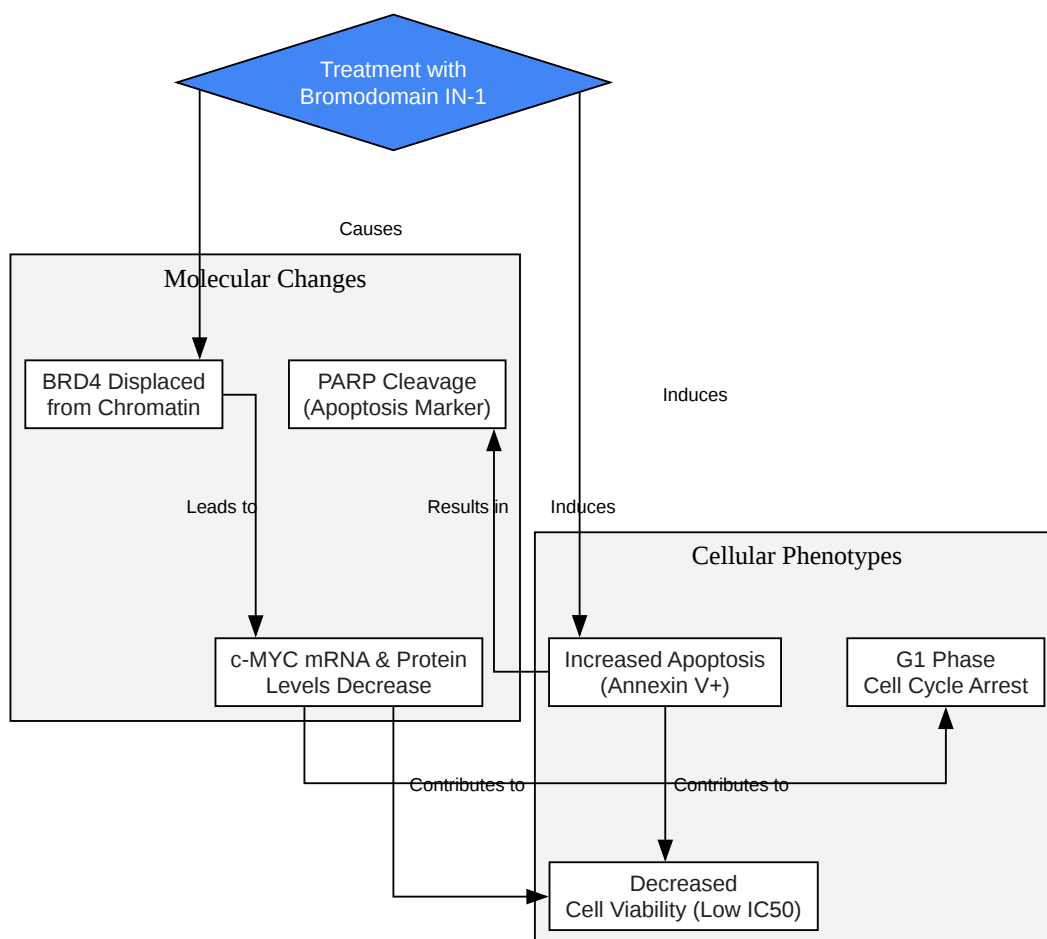 Treatment with
Bromodomain IN-1
Causes
Molecular Changes
BRD4 Displaced
from Chromatin
PARP Cleavage
(Apoptosis Marker)
Induces
Leads to
Results in
Induces
Cellular Phenotypes
c-MYC mRNA & Protein
Levels Decrease
Increased Apoptosis
(Annexin V+)
G1 Phase
Cell Cycle Arrest
Contributes to
Contributes to
Decreased
Cell Viability (Low IC50)